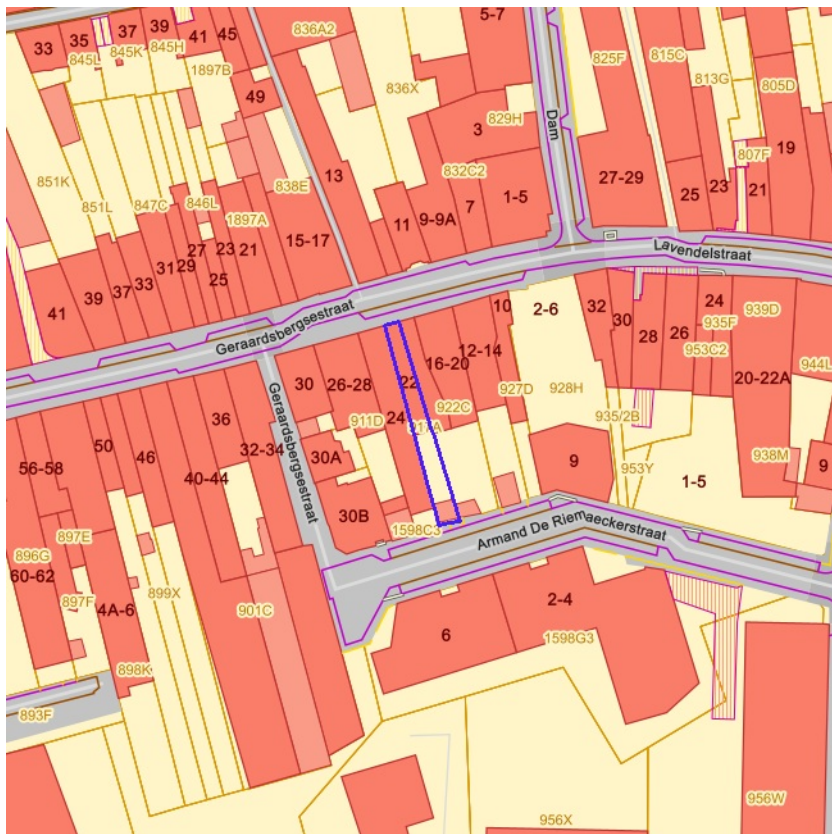 33
35
37
39
41
45
845L
845K
845H
1897B
49
836A2
836X
5-7
829H
3
Dam
825F
815C
813G
805D
807F
19
851K
851L
847C
846L
1897A
838E
13
832C2
27-29
25
23
21
41
39
37
33
31
29
27
25
23
21
15-17
11
9-9A
7
1-5
Lavendelstraat
Geraardsbergsestraat
10
2-6
32
30
28
26
24
935F
939D
953C2
944L
30
26-28
22
16-20
12-14
927D
928H
935/2B
20-22A
Geraardsbergsestraat
911D
24
917A
922C
36
32-34
50
46
40-44
56-58
30A
30B
9
953Y
1-5
938M
9
1598C3
Armand De Riemaeckerstraat
897E
896G
60-62
897F
4A-6
899X
901C
898K
893F
6
2-4
1598G3
956X
956W